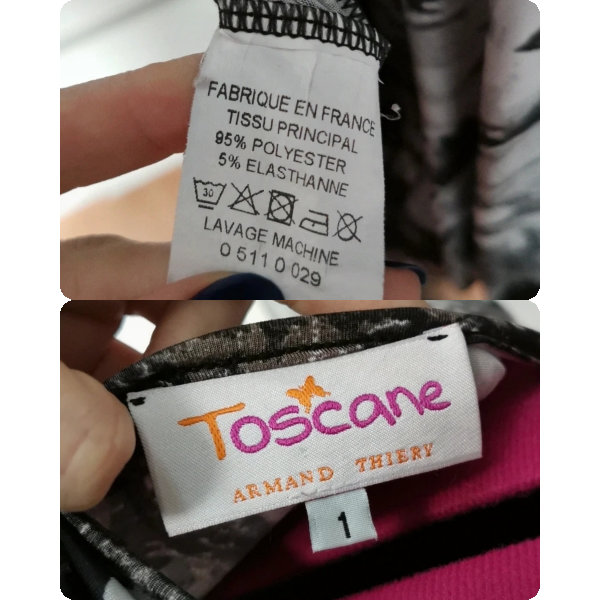 FABRIQUE EN FRANCE
TISSU PRINCIPAL
95% POLYESTER
5% ELASTHANNE
30
LAVAGE MACHINE
0 511 0 029
Toscane
ARMAND THIERY
1